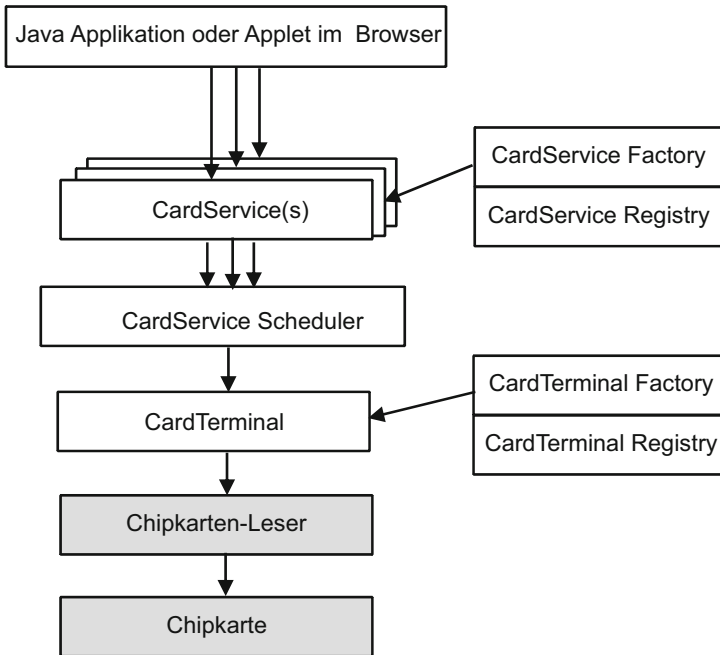 Java Applikation oder Applet im Browser
CardService(s)
CardService Factory
CardService Registry
CardService Scheduler
CardTerminal
CardTerminal Factory
CardTerminal Registry
Chipkarten-Leser
Chipkarte